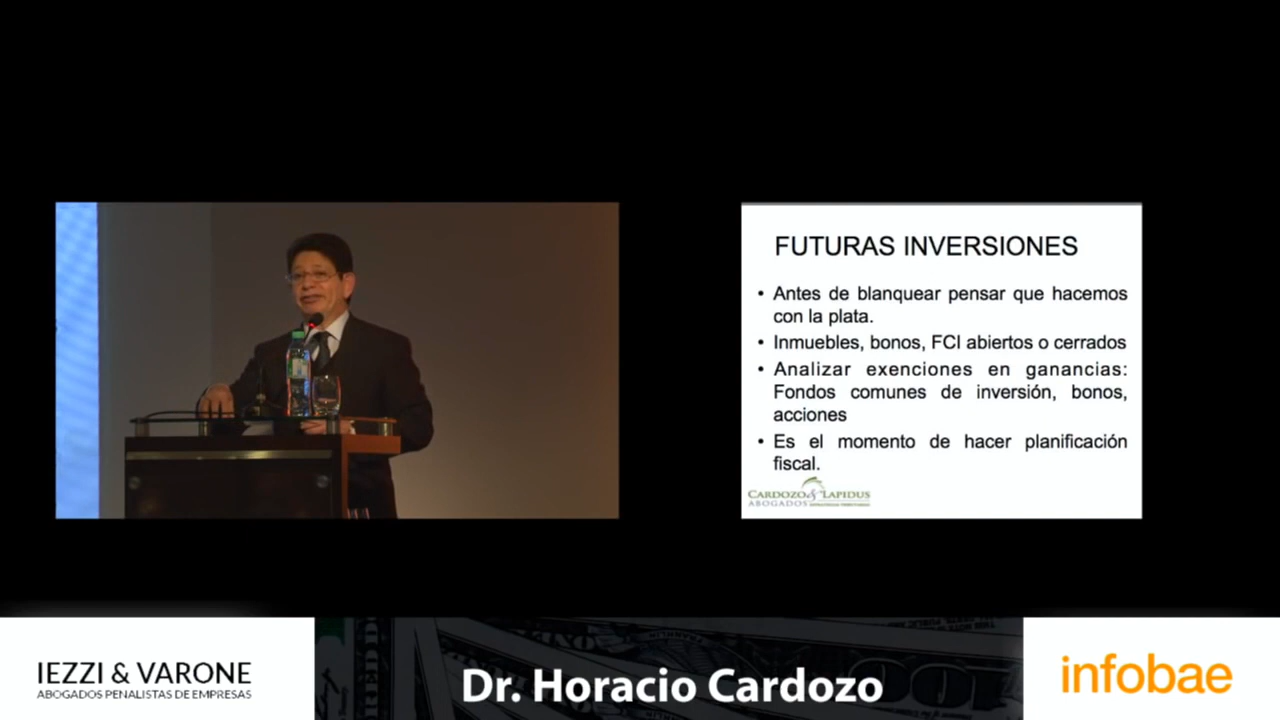 FUTURAS INVERSIONES
• Antes de blanquear pensar que hacemos
con la plata.
• Inmuebles, bonos, FCI abiertos o cerrados
• Analizar exenciones en ganancias:
Fondos comunes de inversión, bonos,
acciones
• Es el momento de hacer planificación
fiscal.
CARDOZO & LAPIDUS
ABOGADOS
IEZZI & VARONE
ABOGADOS PENALISTAS DE EMPRESAS
Dr. Horacio Cardozo
infobae